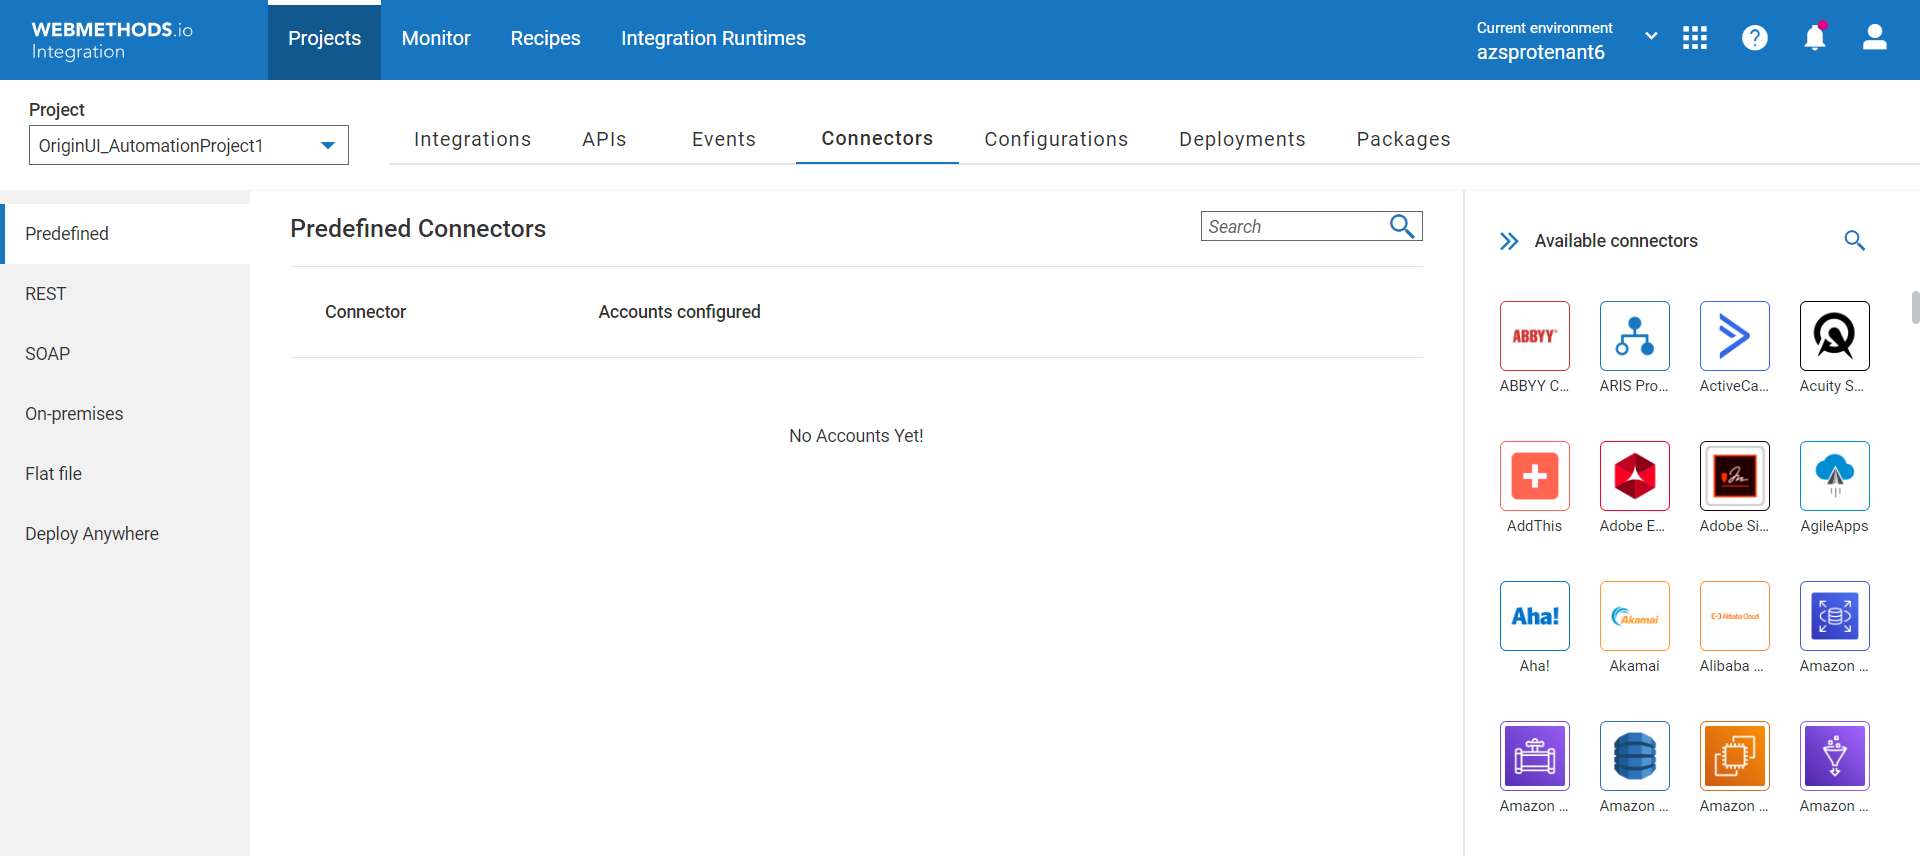 WEBMETHODS.io
Integration
Projects
Monitor
Recipes
Integration Runtimes
Current environment
azsprotenant6
Project
OriginUI_AutomationProject1
Integrations
APIs
Events
Connectors
Configurations
Deployments
Packages
Predefined
REST
SOAP
On-premises
Flat file
Deploy Anywhere
Predefined Connectors
Search
Connector
Accounts configured
No Accounts Yet!
Available connectors
ABBYY
ABBYY C...
ARIS Pro...
ActiveCa...
Acuity S...
AddThis
Adobe E...
Adobe Si...
AgileApps
Aha!
Akamai
Alibaba Cloud
Aha!
Akamai
Alibaba ...
Amazon ...
Amazon ...
Amazon ...
Amazon ...
Amazon ...